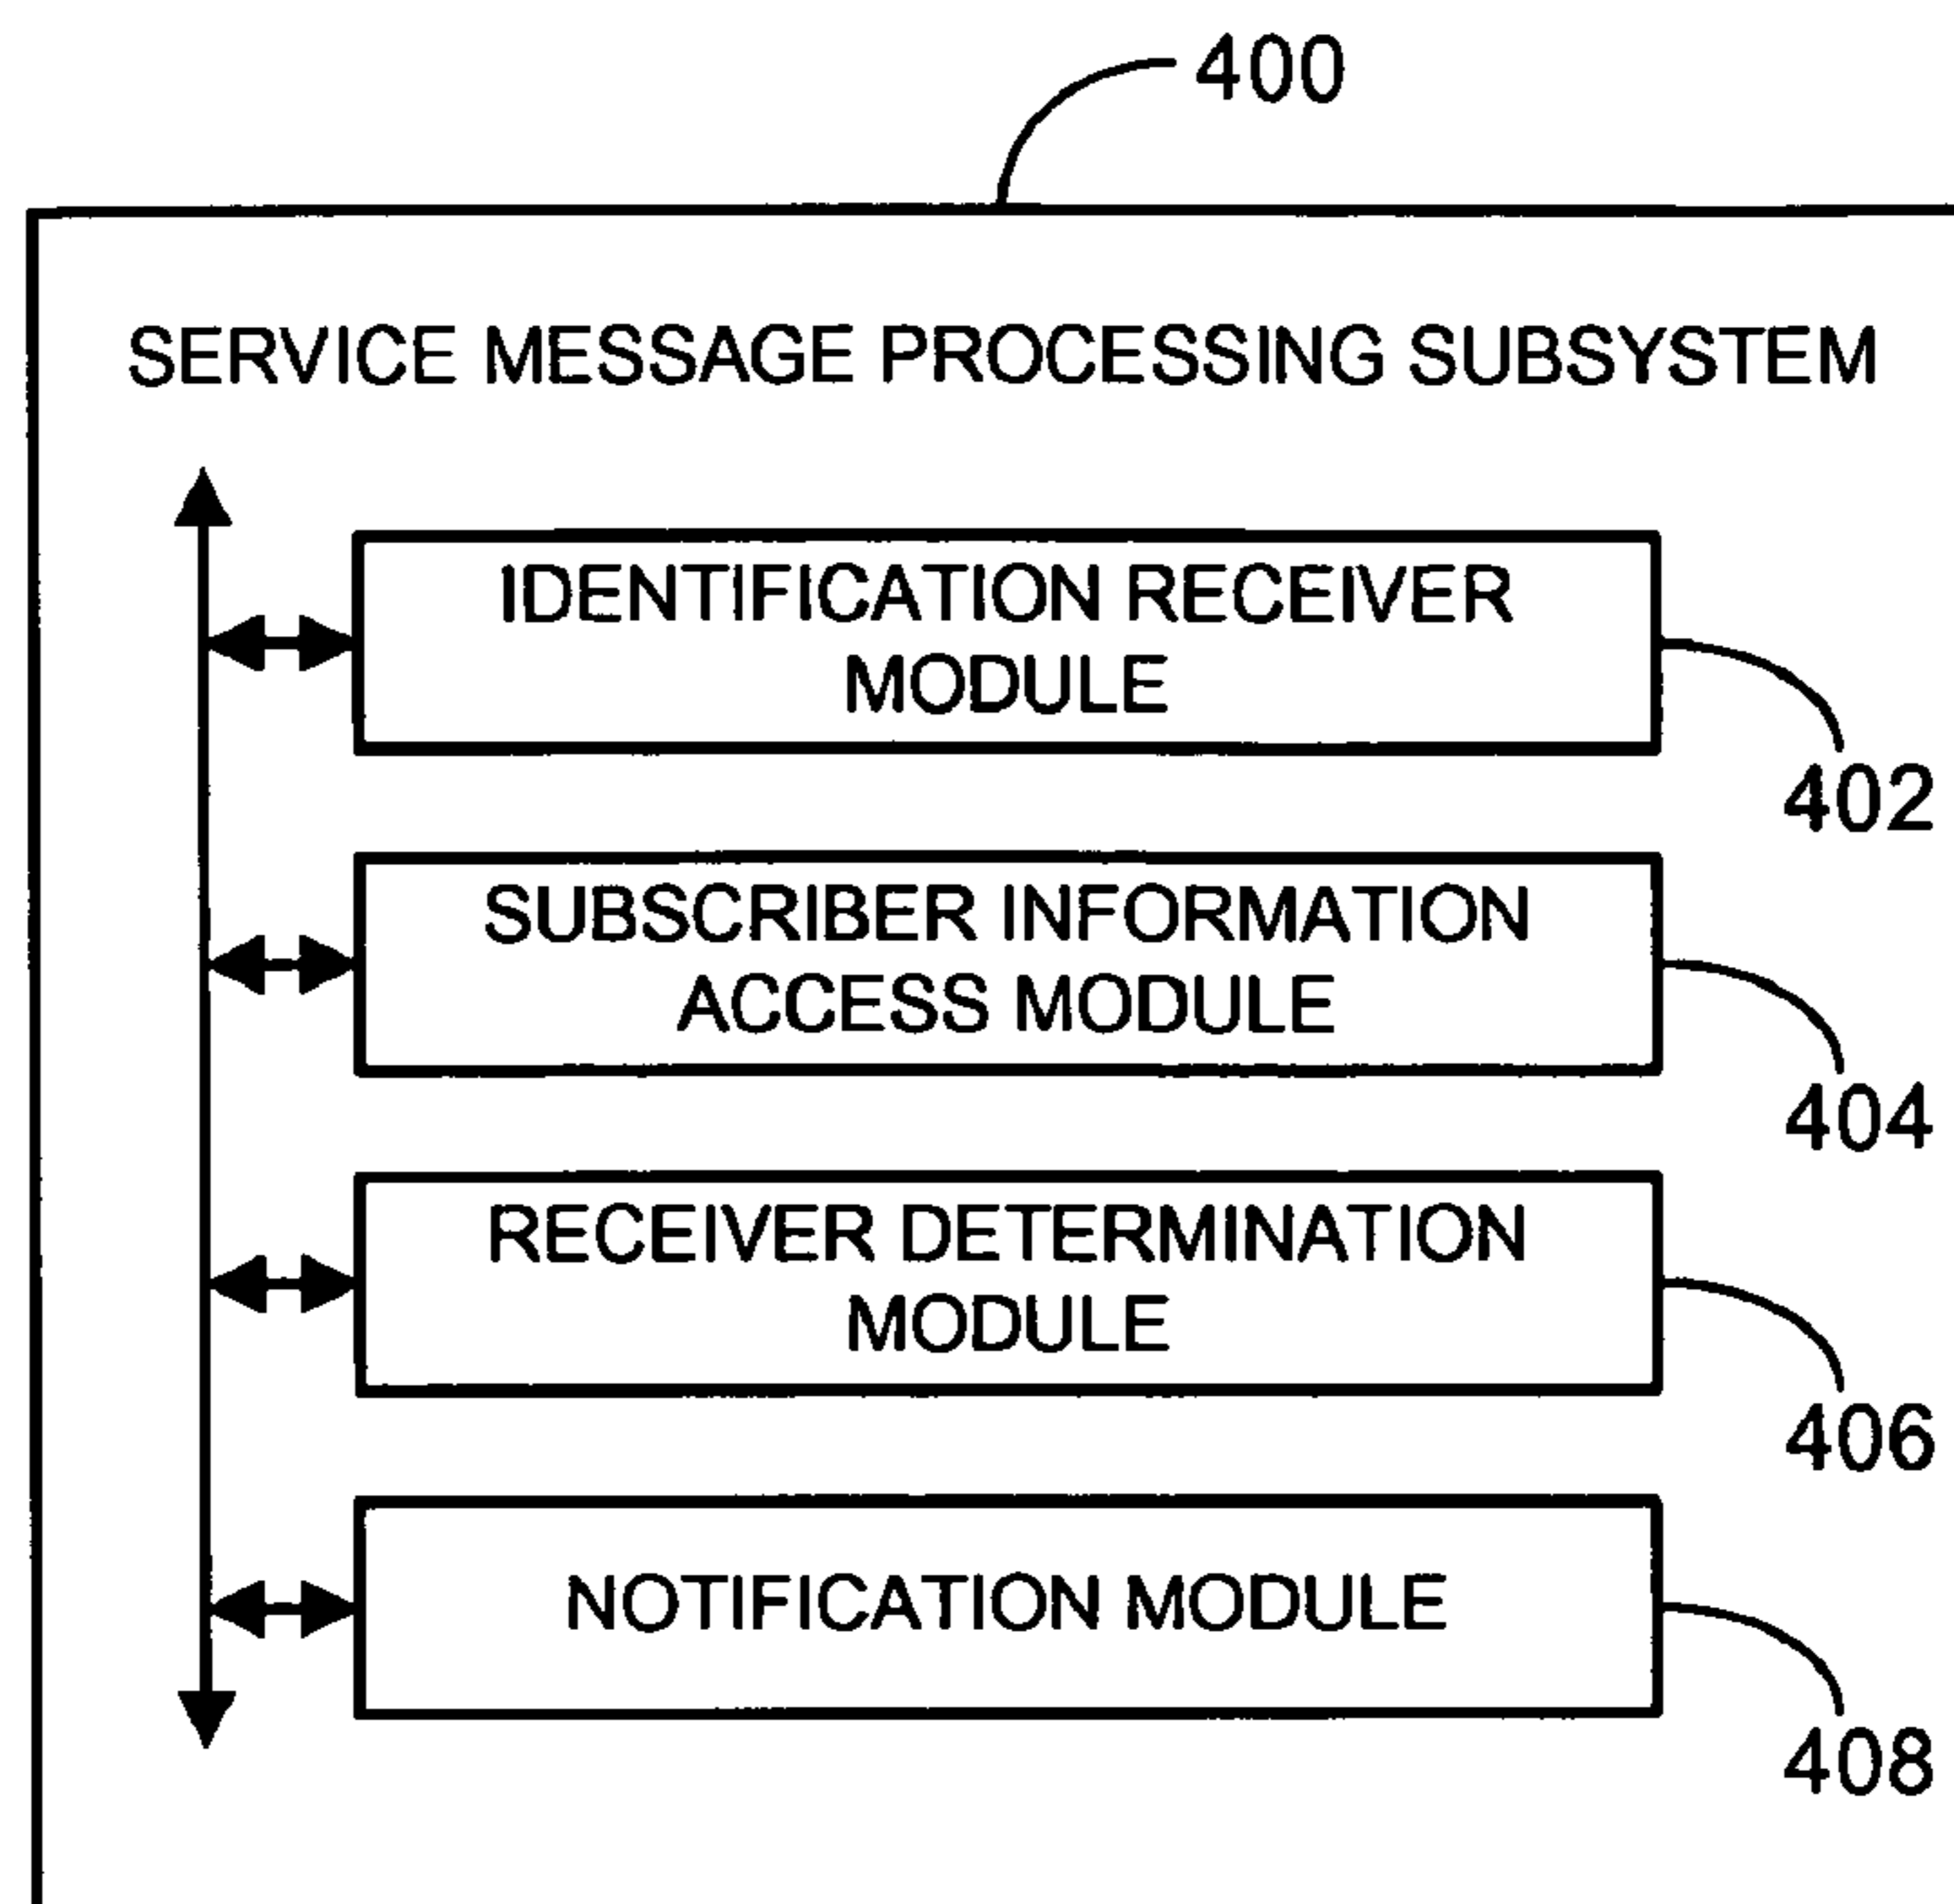 400
SERVICE MESSAGE PROCESSING SUBSYSTEM
IDENTIFICATION RECEIVER
MODULE
402
SUBSCRIBER INFORMATION
ACCESS MODULE
404
RECEIVER DETERMINATION
MODULE
406
NOTIFICATION MODULE
408